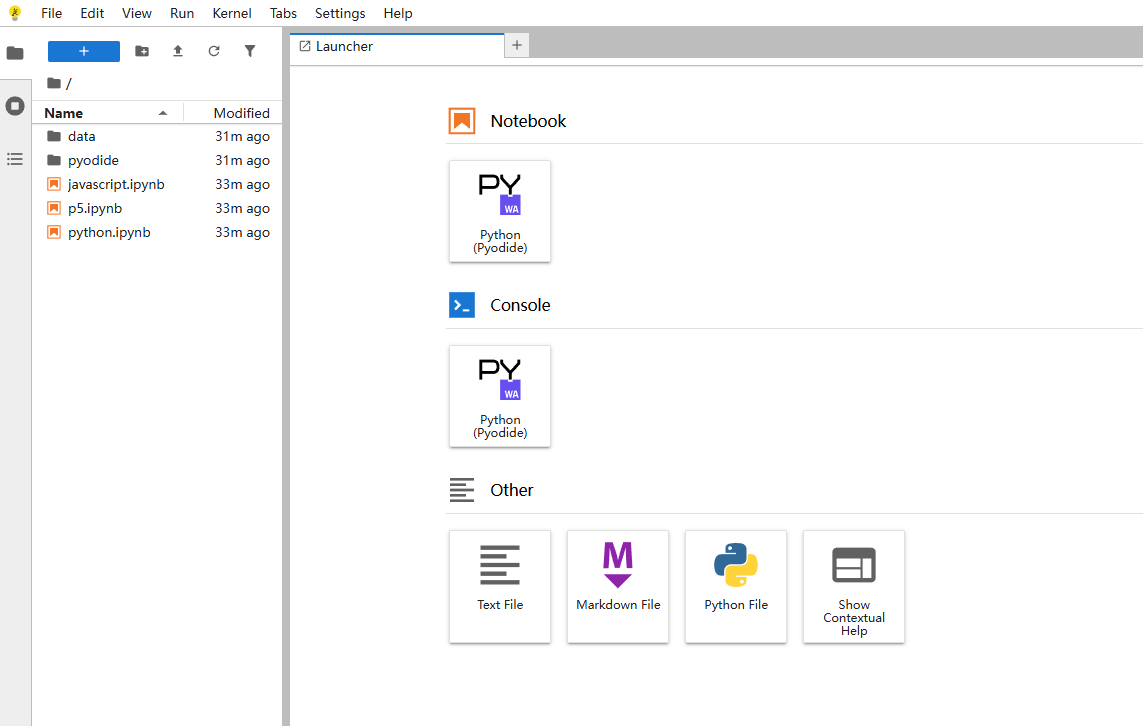 File Edit View Run Kernel Tabs Settings Help
+
Launcher
+
/
Name Modified
data 31m ago
pyodide 31m ago
javascript.ipynb 33m ago
p5.ipynb 33m ago
python.ipynb 33m ago
Notebook
PY
WA
Python
(Pyodide)
Console
PY
WA
Python
(Pyodide)
Other
Text File
M
Markdown File
Python File
Show
Contextual
Help